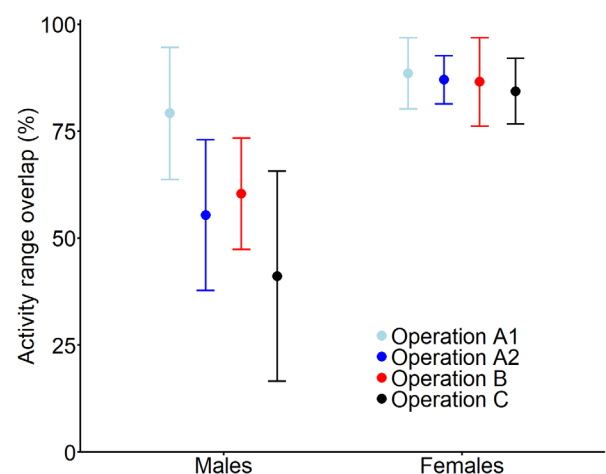 Activity range overlap (%)
100
75
50
25
0
Operation A1
Operation A2
Operation B
Operation C
Males Females